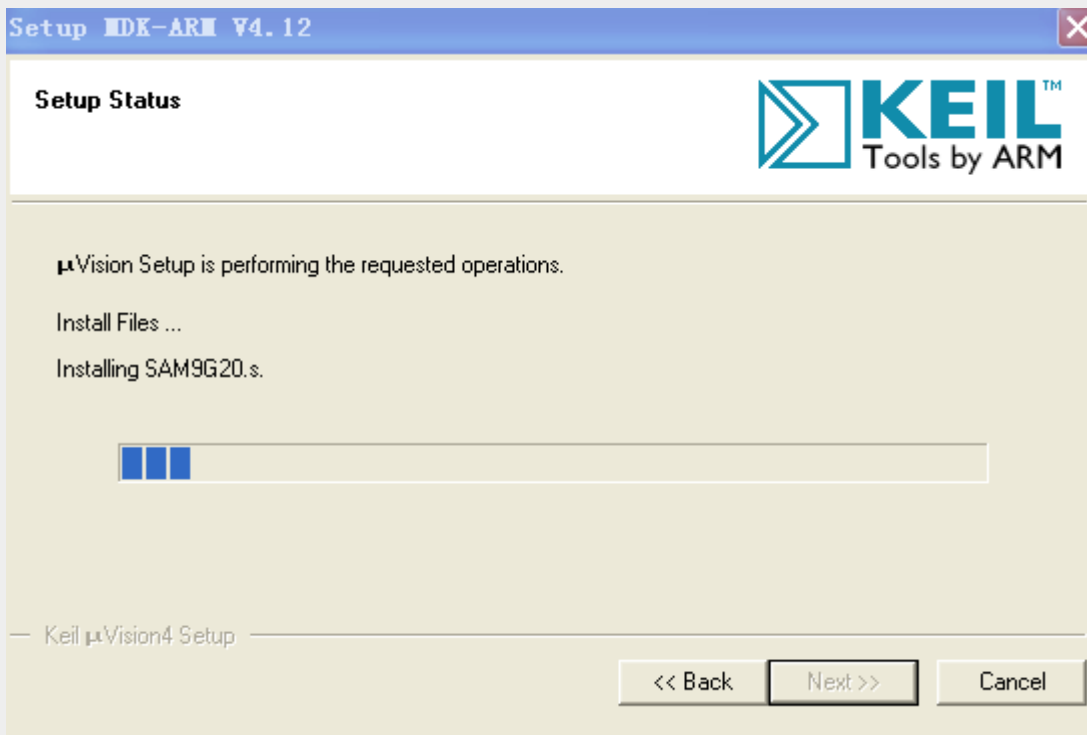 Setup MDK-ARM V4.12
Setup Status
KEIL™
Tools by ARM
µVision Setup is performing the requested operations.
Install Files ...
Installing SAM9G20.s.
Keil µVision4 Setup
<< Back
Next >>
Cancel